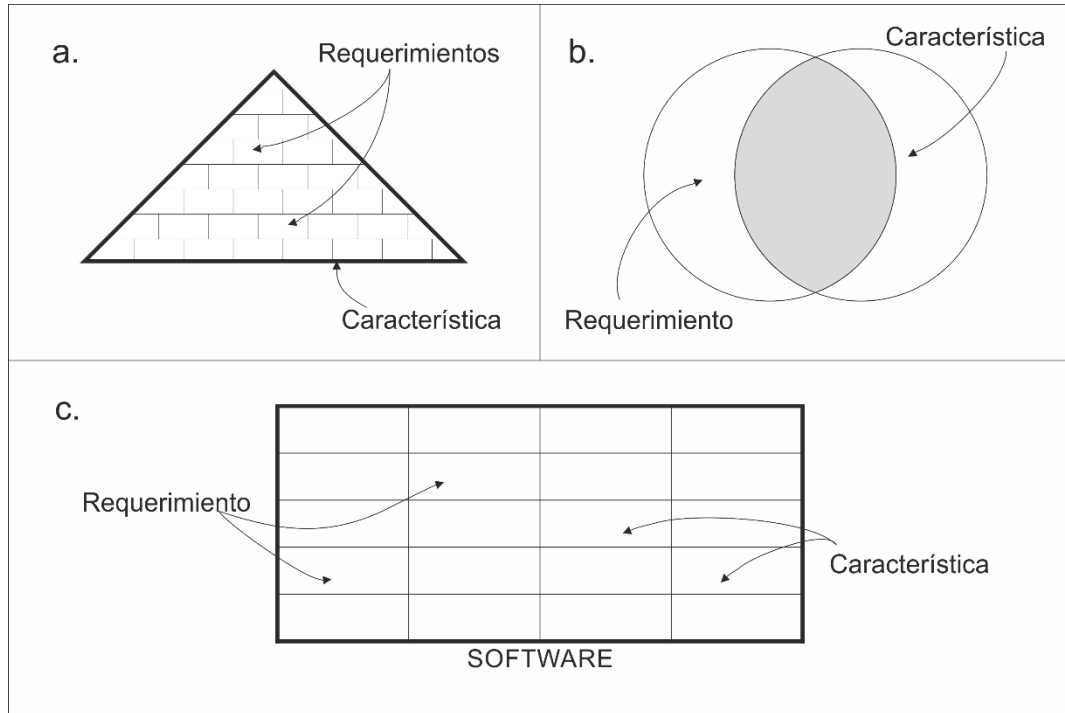 a.
Requerimientos
Característica
b.
Característica
Requerimiento
c.
Requerimiento
Característica
SOFTWARE